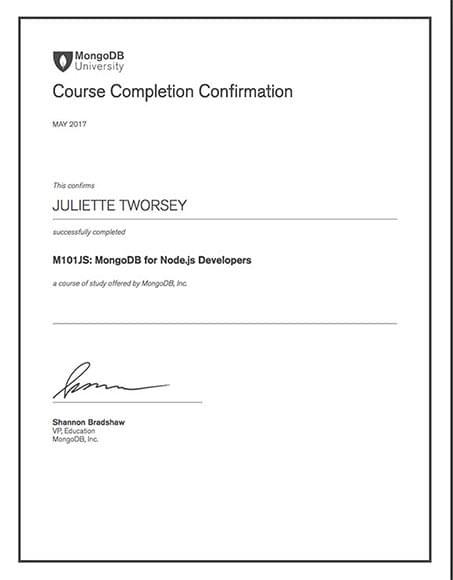 MongoDB
University
Course Completion Confirmation
MAY 2017
This confirms
JULIETTE TWORSEY
successfully completed
M101JS: MongoDB for Node.js Developers
a course of study offered by MongoDB, Inc.
Shannon Bradshaw
VP, Education
MongoDB, Inc.